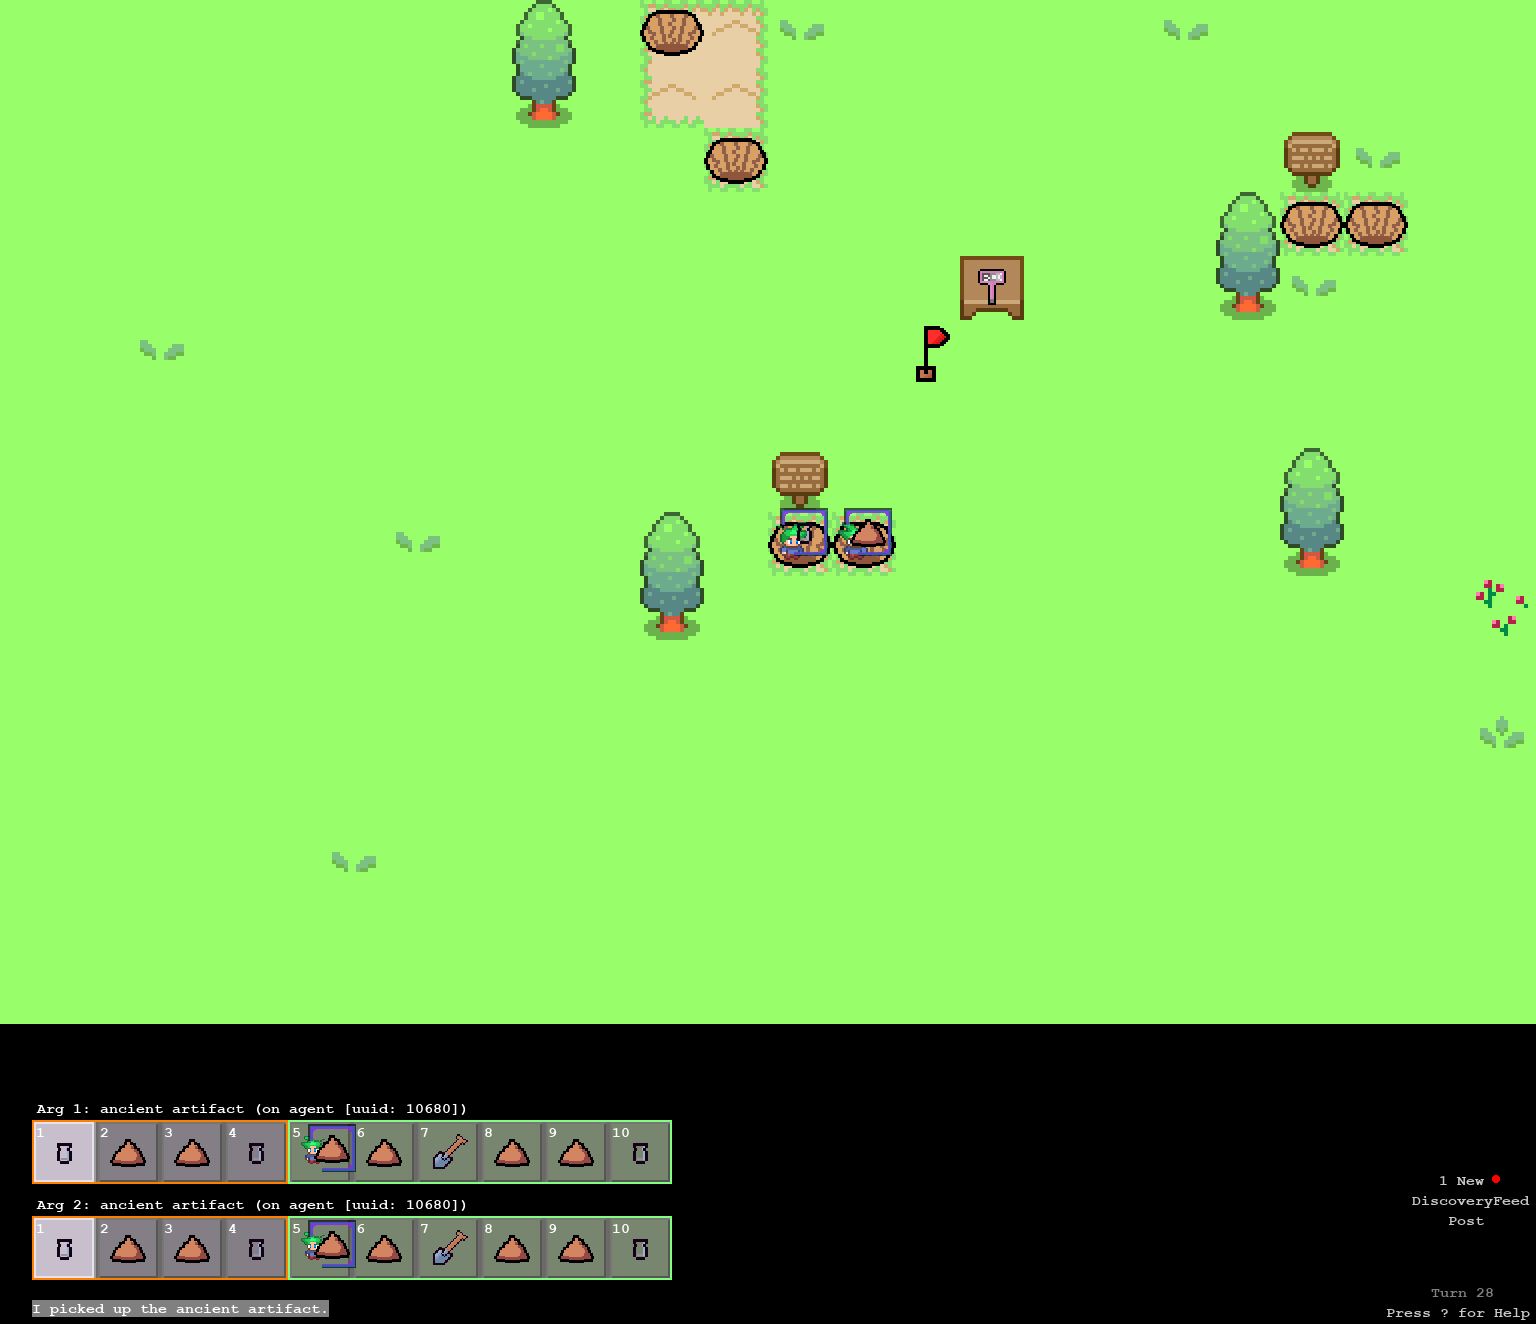 Arg 1: ancient artifact (on agent [uuid: 10680])
1 2 3 4 5 6 7 8 9 10
Arg 2: ancient artifact (on agent [uuid: 10680])
1 2 3 4 5 6 7 8 9 10
I picked up the ancient artifact.
1 New
DiscoveryFeed
Post
Turn 28
Press ? for Help